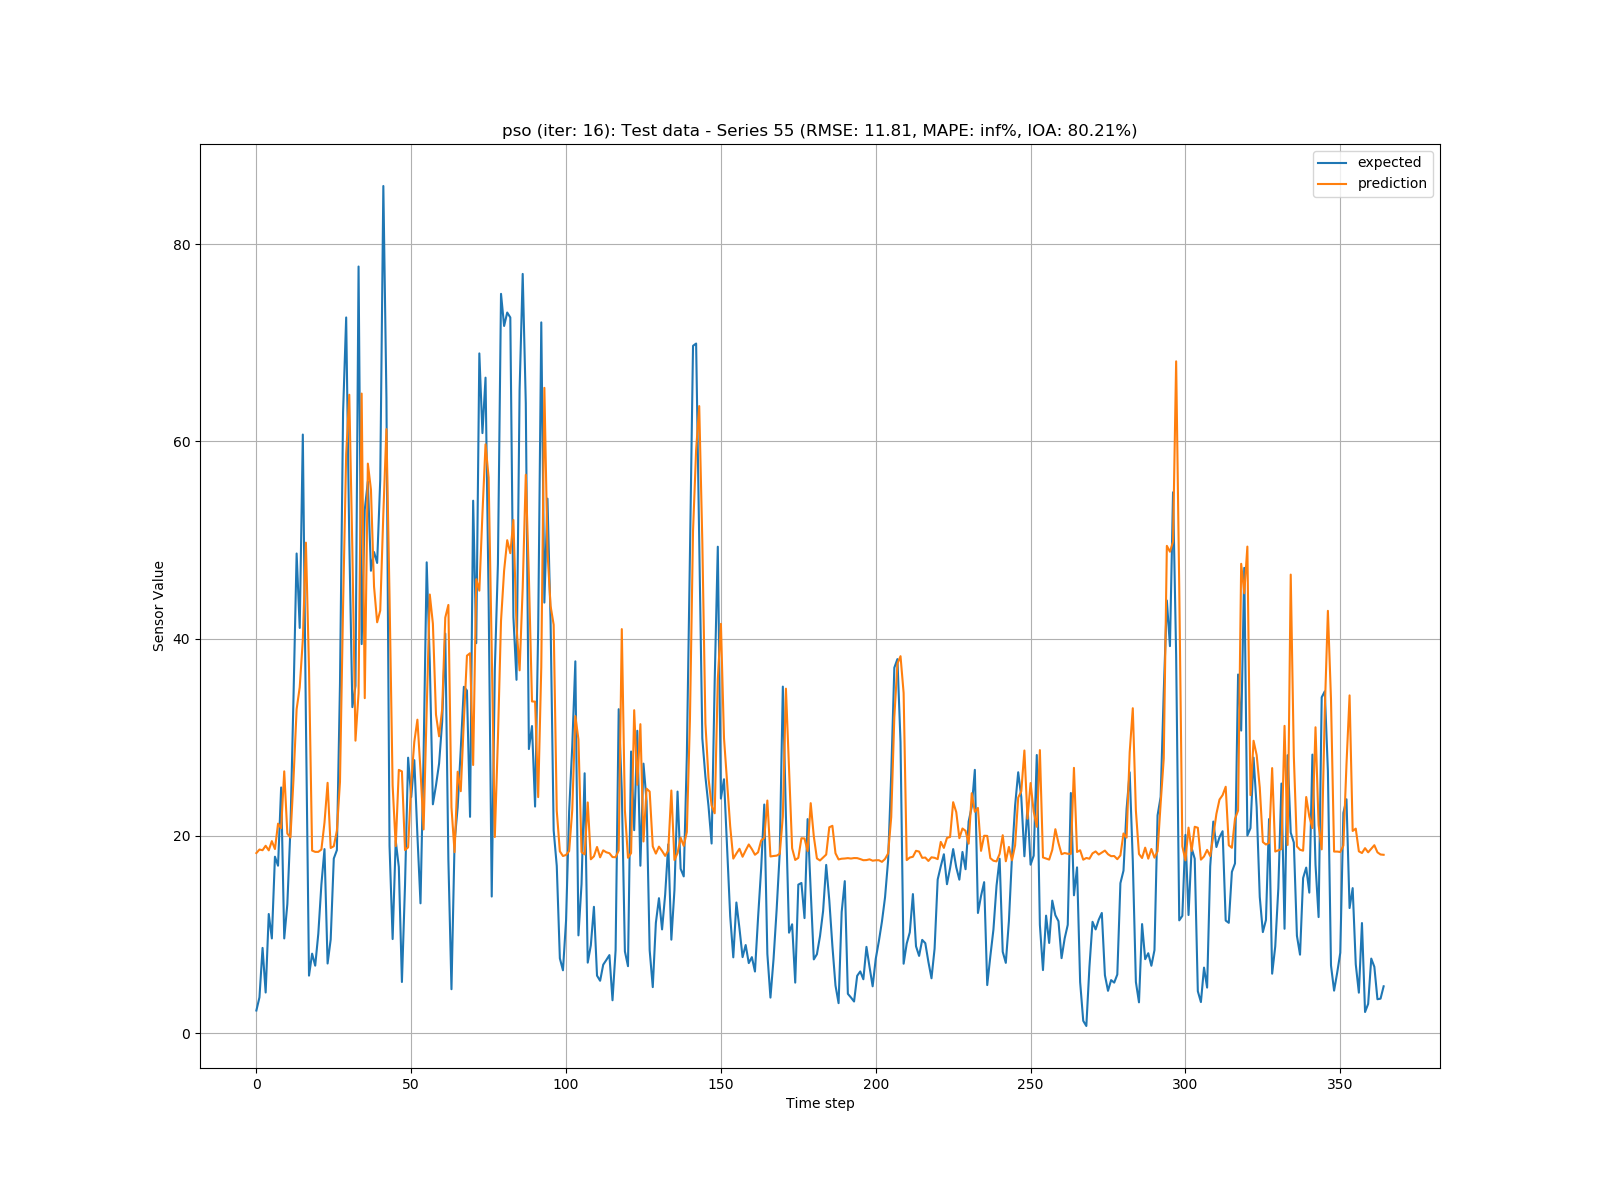 pso (iter: 16): Test data - Series 55 (RMSE: 11.81, MAPE: inf%, IOA: 80.21%)
expected
prediction
80
60
40
20
0
Sensor Value
0 50 100 150 200 250 300 350
Time step